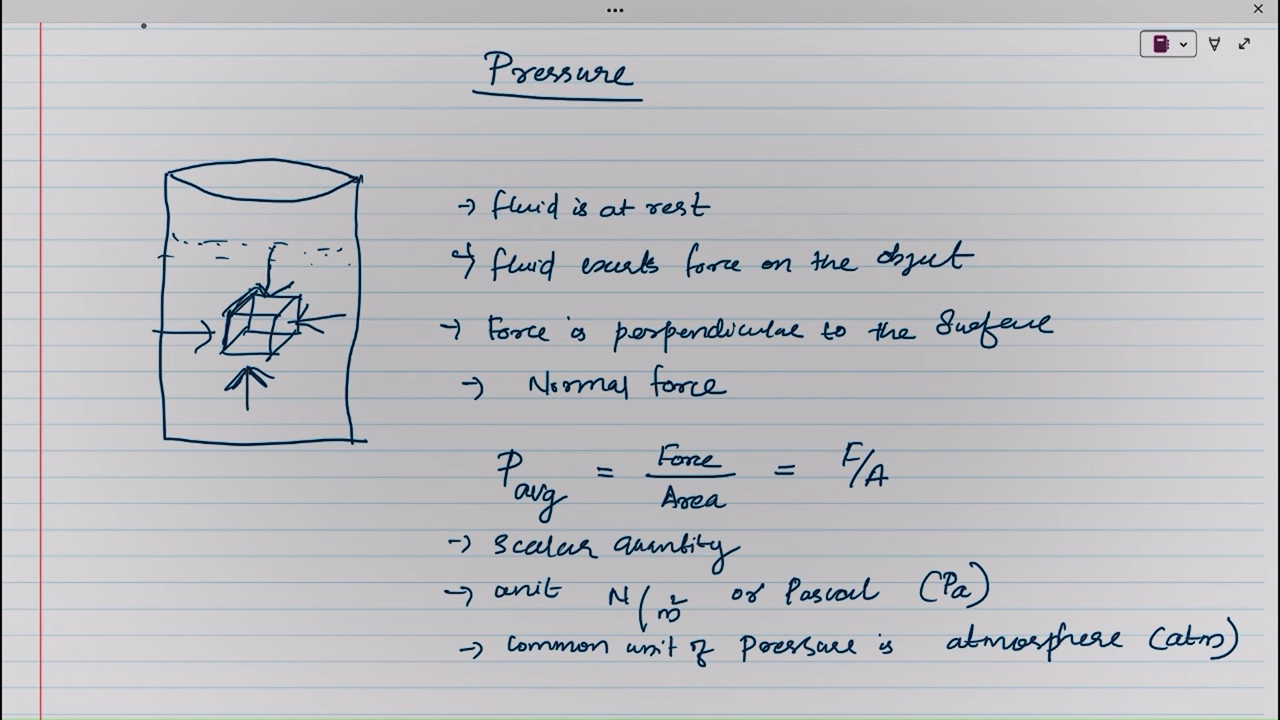 Pressure
→ fluid is at rest
→ fluid exerts force on the object
→ Force is perpendicular to the Surface
→ Normal force
Pavg = Force/Area = F/A
→ Scalar quantity
→ unit N/m² or Pascal (Pa)
→ Common unit of Pressure is atmosphere (atm)